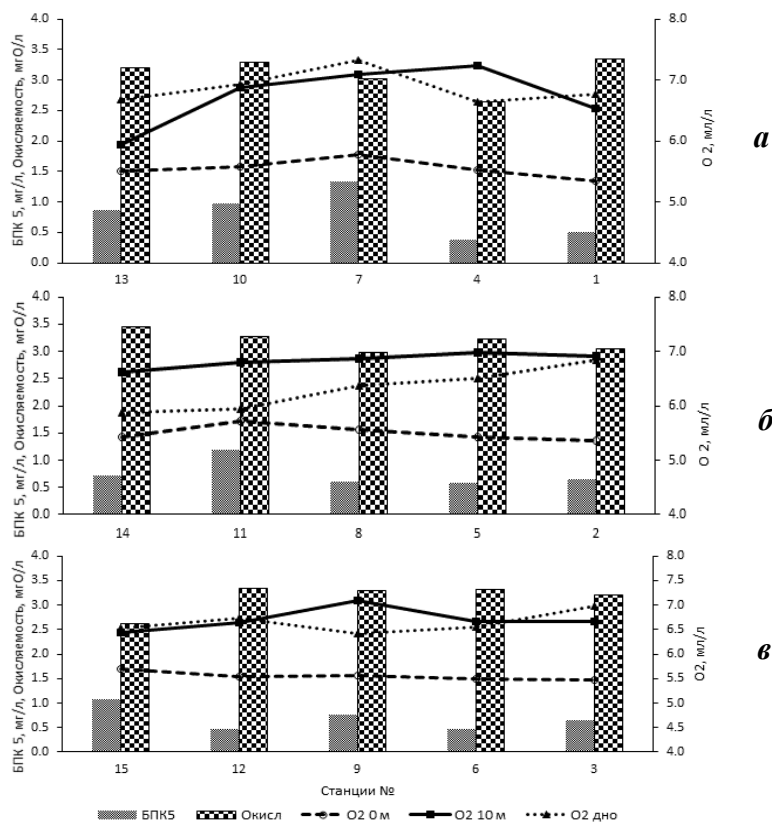 БПК 5, мг/л, Окисляемость, мгО/л
4.0 8.0
3.5
3.0 7.0
2.5
2.0 6.0
1.5
1.0 5.0
0.5
0.0 4.0
О 2, мл/л
а
13 10 7 4 1
БПК 5, мг/л, Окисляемость, мгО/л
4.0 8.0
3.5
3.0 7.0
2.5
2.0 6.0
1.5
1.0 5.0
0.5
0.0 4.0
О 2, мл/л
б
14 11 8 5 2
БПК 5, мг/л, Окисляемость, мгО/л
4.0 8.0
3.5 7.5
3.0 7.0
2.5 6.5
2.0 6.0
1.5 5.5
1.0 5.0
0.5 4.5
0.0 4.0
О2, мл/л
в
15 12 9 6 3
Станции №
БПК5 Окисл О2 0 м О2 10 м О2 дно